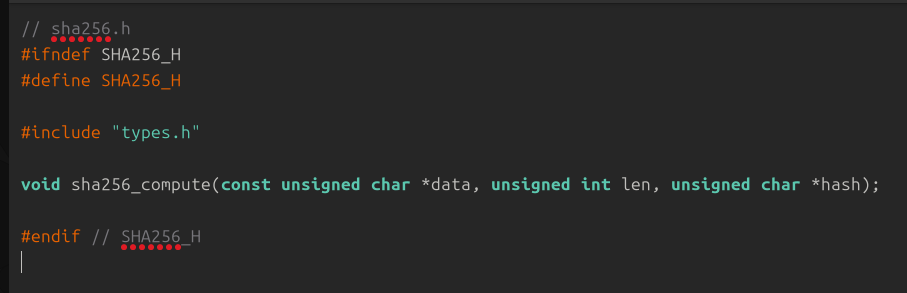 // sha256.h
#ifndef SHA256_H
#define SHA256_H
#include "types.h"
void sha256_compute(const unsigned char *data, unsigned int len, unsigned char *hash);
#endif // SHA256_H